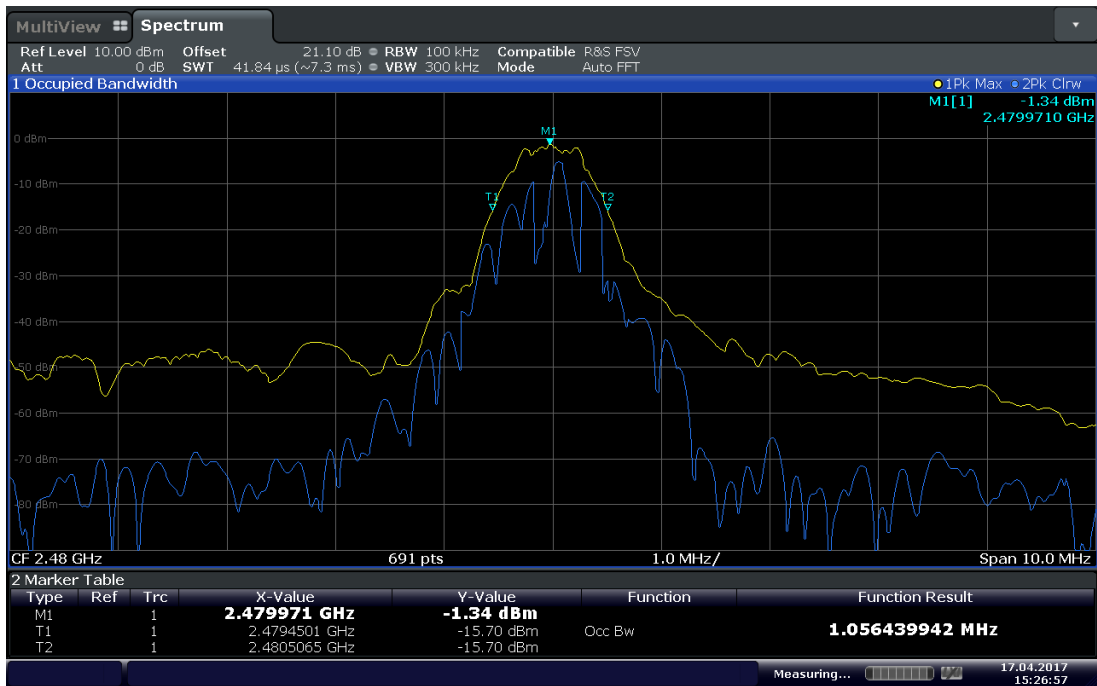 MultiView Spectrum
Ref Level 10.00 dBm Offset 21.10 dB RBW 100 kHz Compatible R&S FSV
Att 0 dB SWT 41.84 µs (~7.3 ms) VBW 300 kHz Mode Auto FFT
1 Occupied Bandwidth 1Pk Max 2Pk Clrw
M1[1] -1.34 dBm
2.4799710 GHz
M1
0 dBm
-10 dBm
T1 T2
-20 dBm
-30 dBm
-40 dBm
-50 dBm
-60 dBm
-70 dBm
-80 dBm
CF 2.48 GHz 691 pts 1.0 MHz/ Span 10.0 MHz
2 Marker Table
Type Ref Trc X-Value Y-Value Function Function Result
M1 1 2.479971 GHz -1.34 dBm
T1 1 2.4794501 GHz -15.70 dBm Occ Bw 1.056439942 MHz
T2 1 2.4805065 GHz -15.70 dBm
Measuring... 17.04.2017
15:26:57